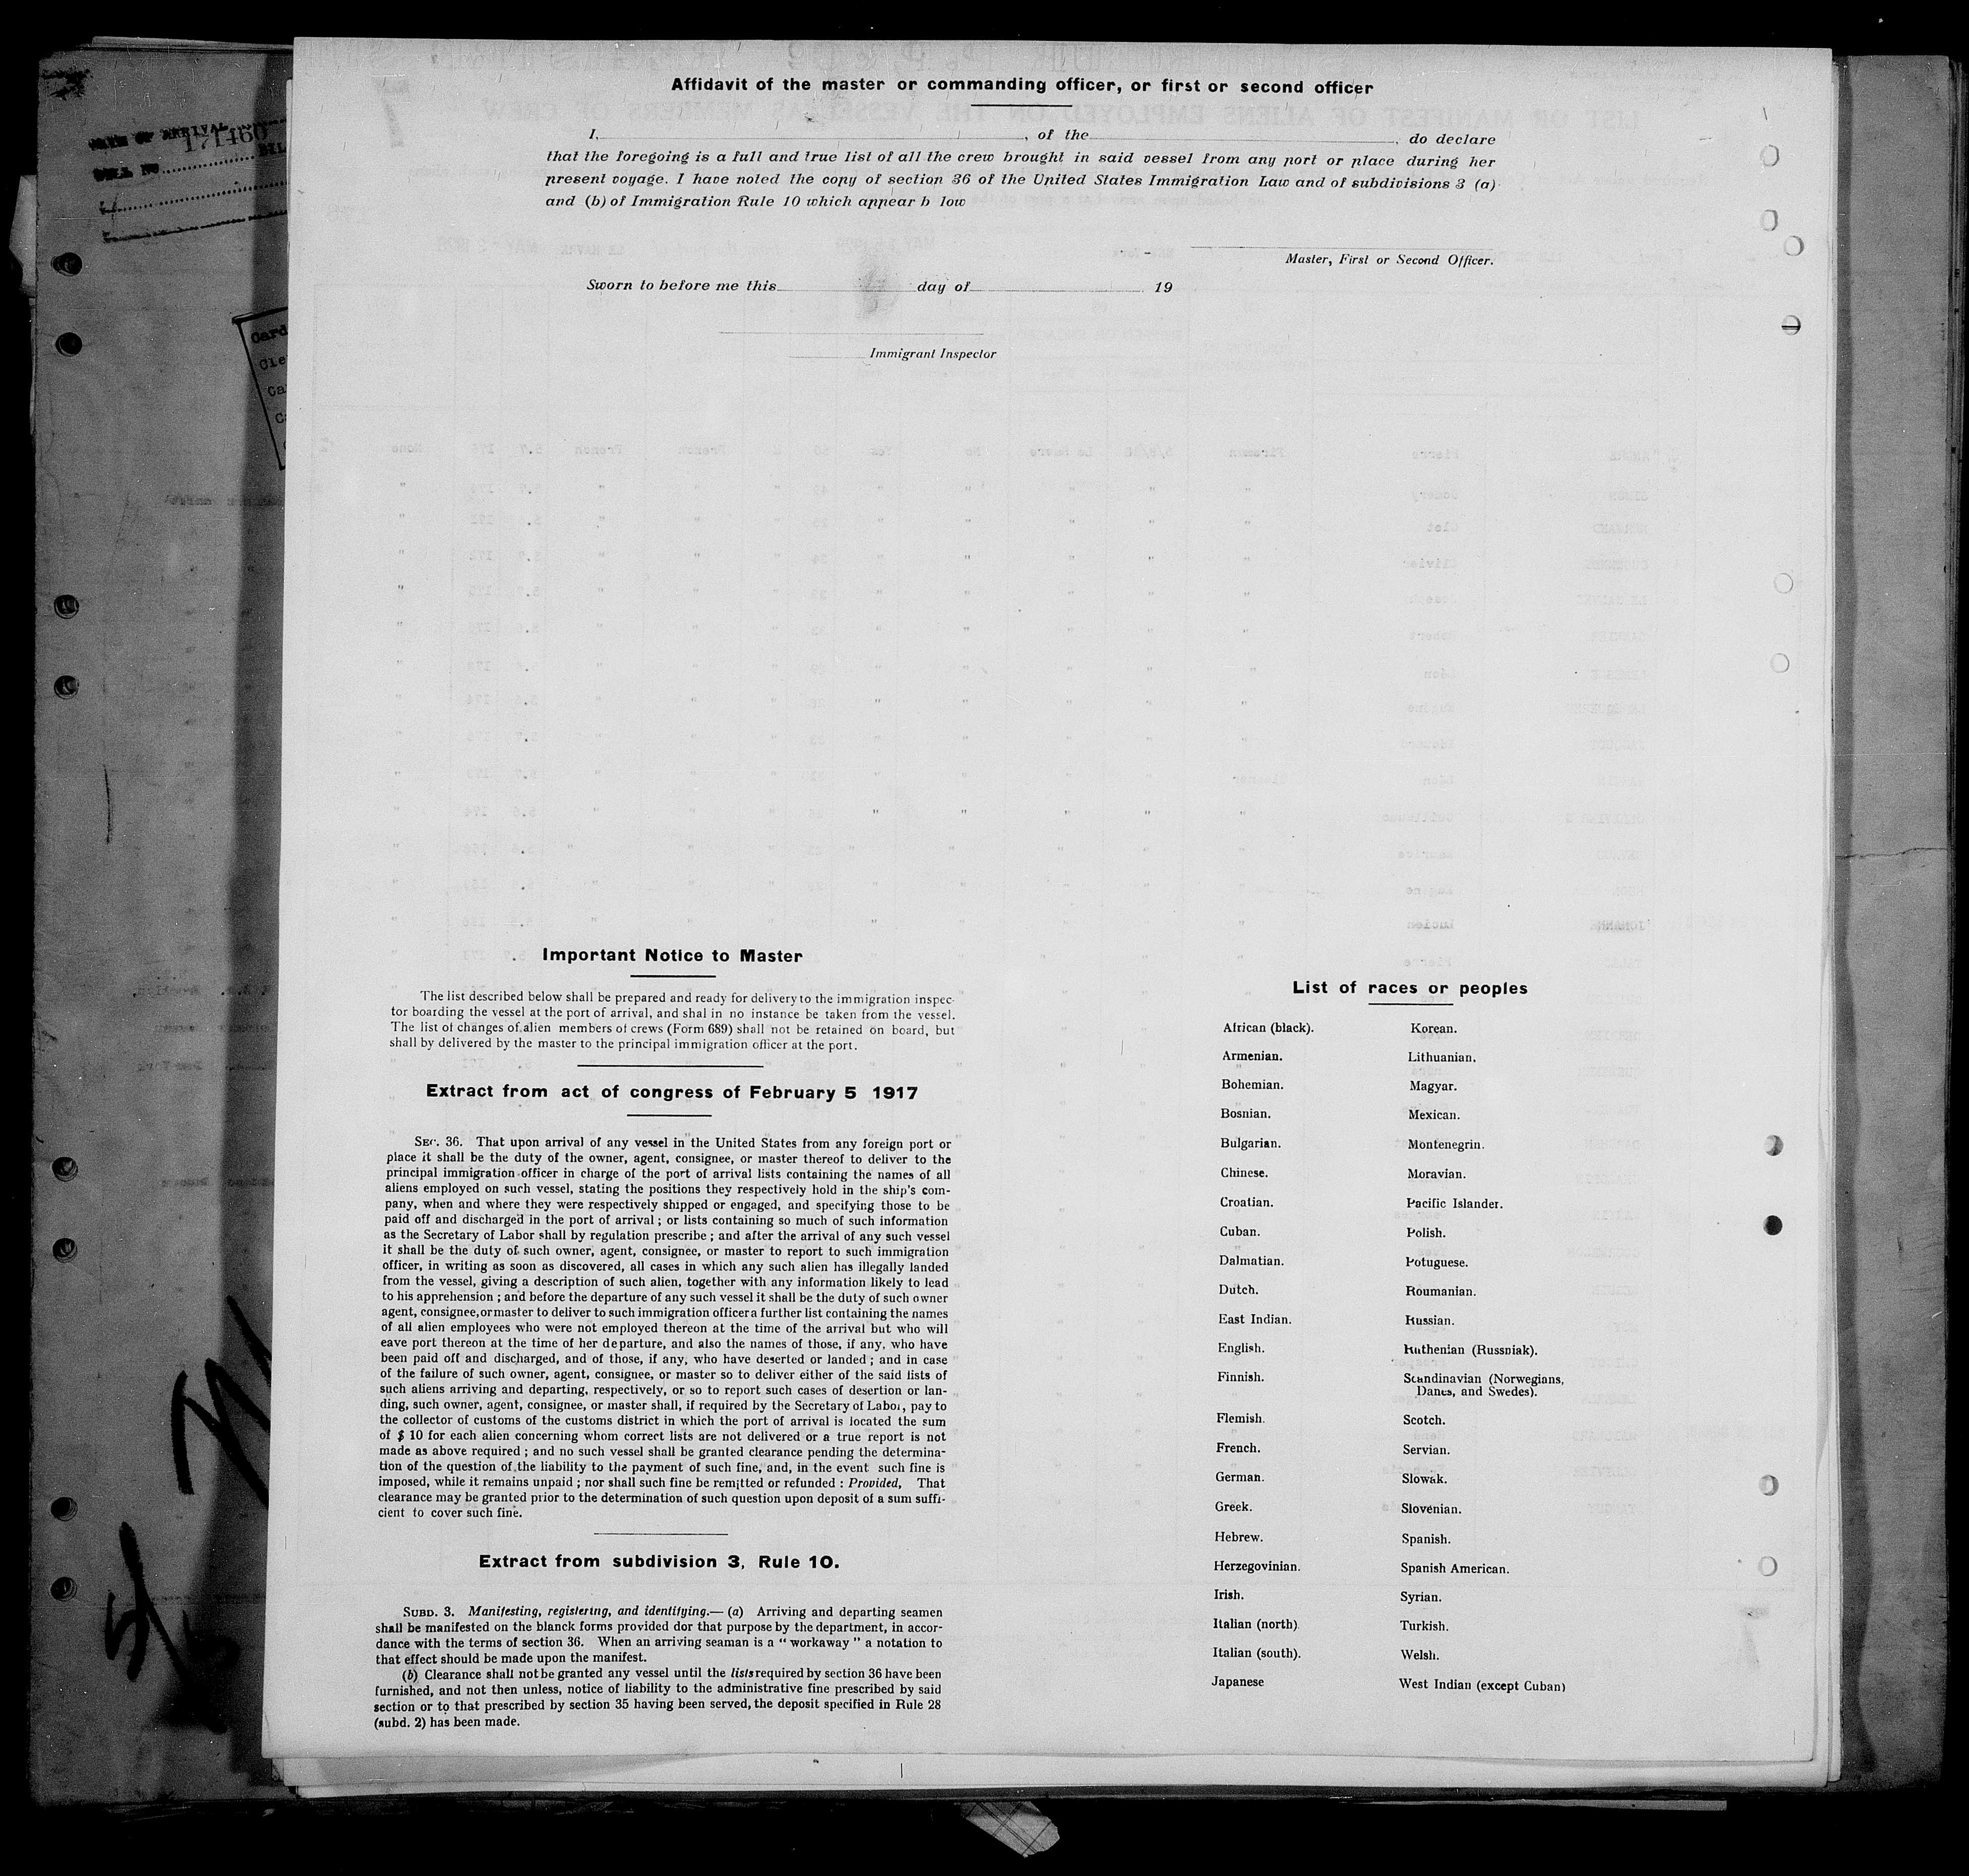 Affidavit of the master or commanding officer, or first or second officer
I, , of the , do declare
that the foregoing is a full and true list of all the crew brought in said vessel from any port or place during her
present voyage. I have noted the copy of section 36 of the United States Immigration Law and of subdivisions 3 (a)
and (b) of Immigration Rule 10 which appear b low
Master, First or Second Officer.
Sworn to before me this day of 19
Immigrant Inspector
171460
Important Notice to Master
The list described below shall be prepared and ready for delivery to the immigration inspec-
tor boarding the vessel at the port of arrival, and shal in no instance be taken from the vessel.
The list of changes of alien members of crews (Form 689) shall not be retained on board, but
shall by delivered by the master to the principal immigration officer at the port.
Extract from act of congress of February 5 1917
SEC. 36. That upon arrival of any vessel in the United States from any foreign port or
place it shall be the duty of the owner, agent, consignee, or master thereof to deliver to the
principal immigration officer in charge of the port of arrival lists containing the names of all
aliens employed on such vessel, stating the positions they respectively hold in the ship's com-
pany, when and where they were respectively shipped or engaged, and specifying those to be
paid off and discharged in the port of arrival ; or lists containing so much of such information
as the Secretary of Labor shall by regulation prescribe ; and after the arrival of any such vessel
it shall be the duty of such owner, agent, consignee, or master to report to such immigration
officer, in writing as soon as discovered, all cases in which any such alien has illegally landed
from the vessel, giving a description of such alien, together with any information likely to lead
to his apprehension ; and before the departure of any such vessel it shall be the duty of such owner
agent, consignee, or master to deliver to such immigration officer a further list containing the names
of all alien employees who were not employed thereon at the time of the arrival but who will
eave port thereon at the time of her departure, and also the names of those, if any, who have
been paid off and discharged, and of those, if any, who have deserted or landed ; and in case
of the failure of such owner, agent, consignee, or master so to deliver either of the said lists of
such aliens arriving and departing, respectively, or so to report such cases of desertion or lan-
ding, such owner, agent, consignee, or master shall, if required by the Secretary of Labor, pay to
the collector of customs of the customs district in which the port of arrival is located the sum
of $ 10 for each alien concerning whom correct lists are not delivered or a true report is not
made as above required ; and no such vessel shall be granted clearance pending the determina-
tion of the question of the liability to the payment of such fine, and, in the event such fine is
imposed, while it remains unpaid ; nor shall such fine be remitted or refunded : Provided, That
clearance may be granted prior to the determination of such question upon deposit of a sum suffi-
cient to cover such fine.
Extract from subdivision 3, Rule 10.
SUBD. 3. Manifesting, registering, and identifying.— (a) Arriving and departing seamen
shall be manifested on the blanck forms provided dor that purpose by the department, in accor-
dance with the terms of section 36. When an arriving seaman is a “ workaway ” a notation to
that effect should be made upon the manifest.
(b) Clearance shall not be granted any vessel until the lists required by section 36 have been
furnished, and not then unless, notice of liability to the administrative fine prescribed by said
section or to that prescribed by section 35 having been served, the deposit specified in Rule 28
(subd. 2) has been made.
List of races or peoples
African (black).
Armenian.
Bohemian.
Bosnian.
Bulgarian.
Chinese.
Croatian.
Cuban.
Dalmatian.
Dutch.
East Indian.
English.
Finnish.
Flemish.
French.
German.
Greek.
Hebrew.
Herzegovinian.
Irish.
Italian (north).
Italian (south).
Japanese
Korean.
Lithuanian.
Magyar.
Mexican.
Montenegrin.
Moravian.
Pacific Islander.
Polish.
Potuguese.
Roumanian.
Russian.
Ruthenian (Russniak).
Scandinavian (Norwegians,
Danes, and Swedes).
Scotch.
Servian.
Slowak.
Slovenian.
Spanish.
Spanish American.
Syrian.
Turkish.
Welsh.
West Indian (except Cuban)